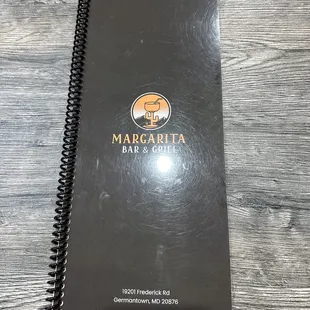 MARGARITA
BAR & GRILL
19201 Frederick Rd
Germantown, MD 20876